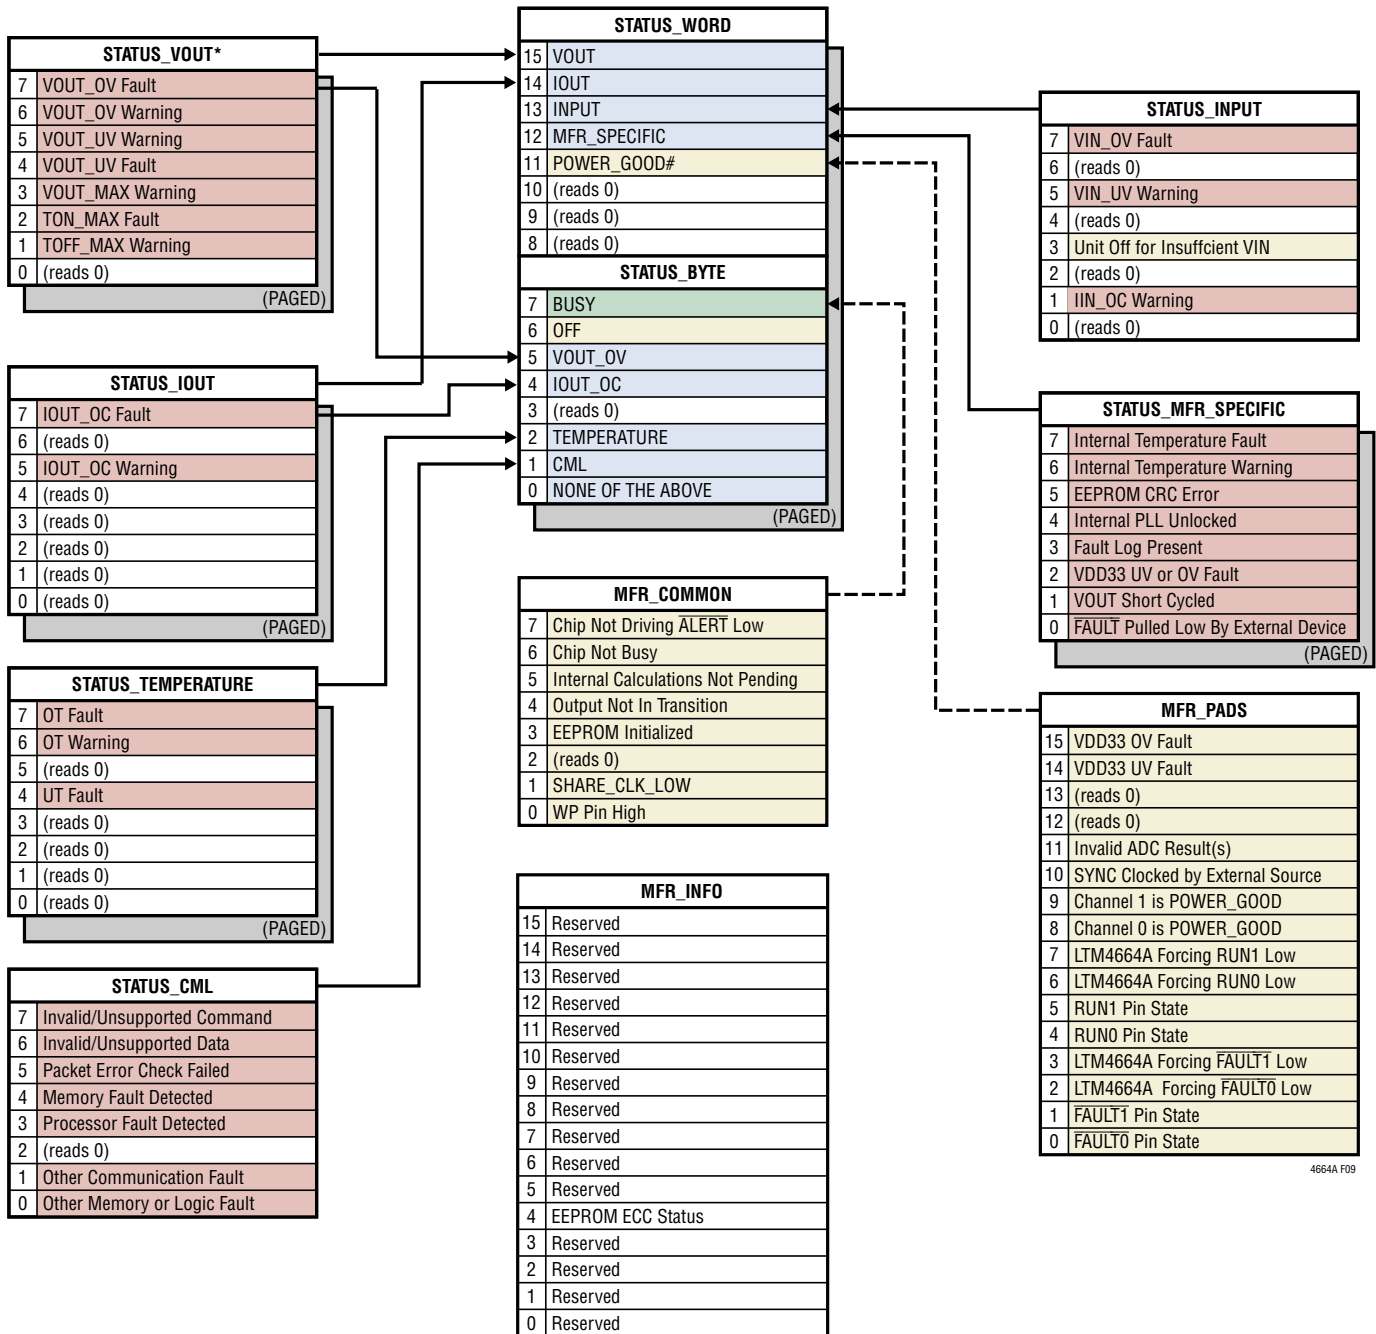 STATUS_VOUT*
7 VOUT_OV Fault
6 VOUT_OV Warning
5 VOUT_UV Warning
4 VOUT_UV Fault
3 VOUT_MAX Warning
2 TON_MAX Fault
1 TOFF_MAX Warning
0 (reads 0)
(PAGED)
STATUS_IOUT
7 IOUT_OC Fault
6 (reads 0)
5 IOUT_OC Warning
4 (reads 0)
3 (reads 0)
2 (reads 0)
1 (reads 0)
0 (reads 0)
(PAGED)
STATUS_TEMPERATURE
7 OT Fault
6 OT Warning
5 (reads 0)
4 UT Fault
3 (reads 0)
2 (reads 0)
1 (reads 0)
0 (reads 0)
(PAGED)
STATUS_CML
7 Invalid/Unsupported Command
6 Invalid/Unsupported Data
5 Packet Error Check Failed
4 Memory Fault Detected
3 Processor Fault Detected
2 (reads 0)
1 Other Communication Fault
0 Other Memory or Logic Fault
STATUS_WORD
15 VOUT
14 IOUT
13 INPUT
12 MFR_SPECIFIC
11 POWER_GOOD#
10 (reads 0)
9 (reads 0)
8 (reads 0)
STATUS_BYTE
7 BUSY
6 OFF
5 VOUT_OV
4 IOUT_OC
3 (reads 0)
2 TEMPERATURE
1 CML
0 NONE OF THE ABOVE
(PAGED)
MFR_COMMON
7 Chip Not Driving ALERT Low
6 Chip Not Busy
5 Internal Calculations Not Pending
4 Output Not In Transition
3 EEPROM Initialized
2 (reads 0)
1 SHARE_CLK_LOW
0 WP Pin High
MFR_INFO
15 Reserved
14 Reserved
13 Reserved
12 Reserved
11 Reserved
10 Reserved
9 Reserved
8 Reserved
7 Reserved
6 Reserved
5 Reserved
4 EEPROM ECC Status
3 Reserved
2 Reserved
1 Reserved
0 Reserved
STATUS_INPUT
7 VIN_OV Fault
6 (reads 0)
5 VIN_UV Warning
4 (reads 0)
3 Unit Off for Insuffcient VIN
2 (reads 0)
1 IIN_OC Warning
0 (reads 0)
STATUS_MFR_SPECIFIC
7 Internal Temperature Fault
6 Internal Temperature Warning
5 EEPROM CRC Error
4 Internal PLL Unlocked
3 Fault Log Present
2 VDD33 UV or OV Fault
1 VOUT Short Cycled
0 FAULT Pulled Low By External Device
(PAGED)
MFR_PADS
15 VDD33 OV Fault
14 VDD33 UV Fault
13 (reads 0)
12 (reads 0)
11 Invalid ADC Result(s)
10 SYNC Clocked by External Source
9 Channel 1 is POWER_GOOD
8 Channel 0 is POWER_GOOD
7 LTM4664A Forcing RUN1 Low
6 LTM4664A Forcing RUN0 Low
5 RUN1 Pin State
4 RUN0 Pin State
3 LTM4664A Forcing FAULT1 Low
2 LTM4664A Forcing FAULT0 Low
1 FAULT1 Pin State
0 FAULT0 Pin State
4664A F09